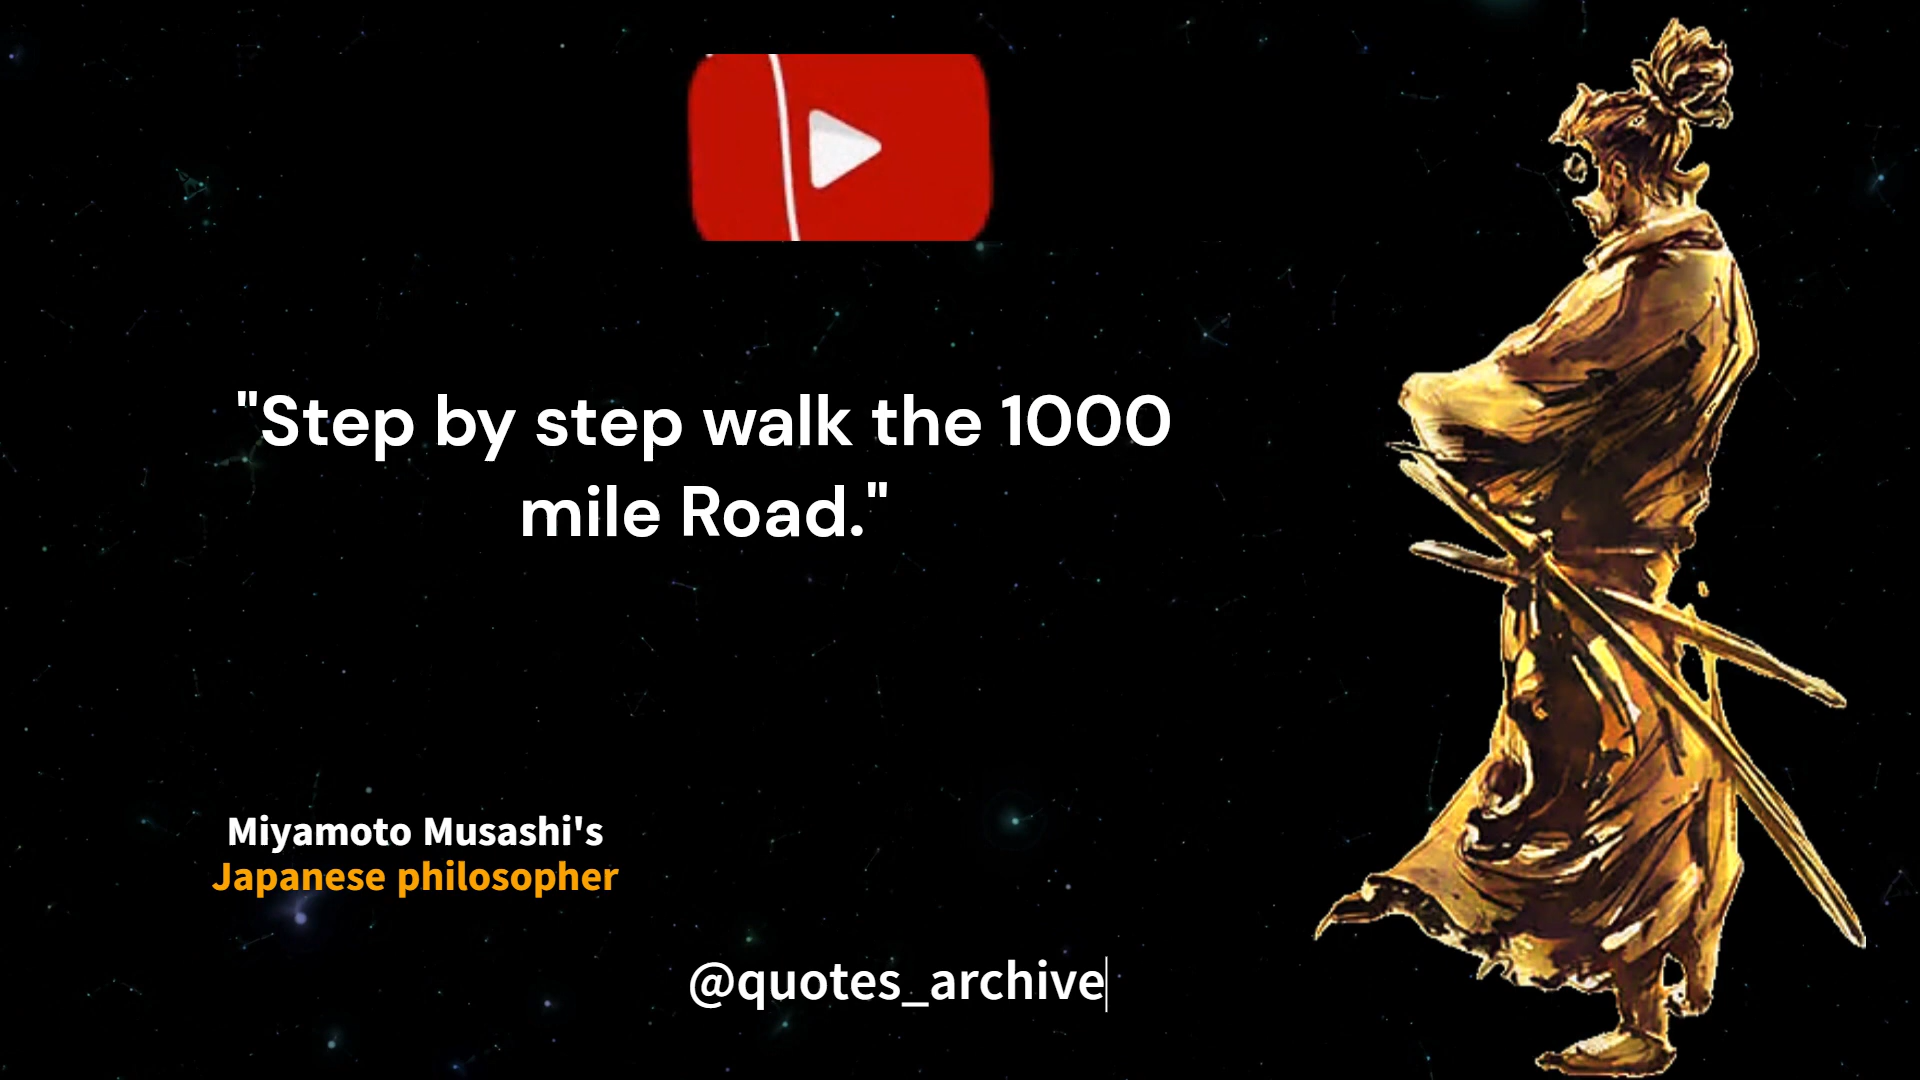 "Step by step walk the 1000
mile Road."
Miyamoto Musashi's
Japanese philosopher
@quotes_archive